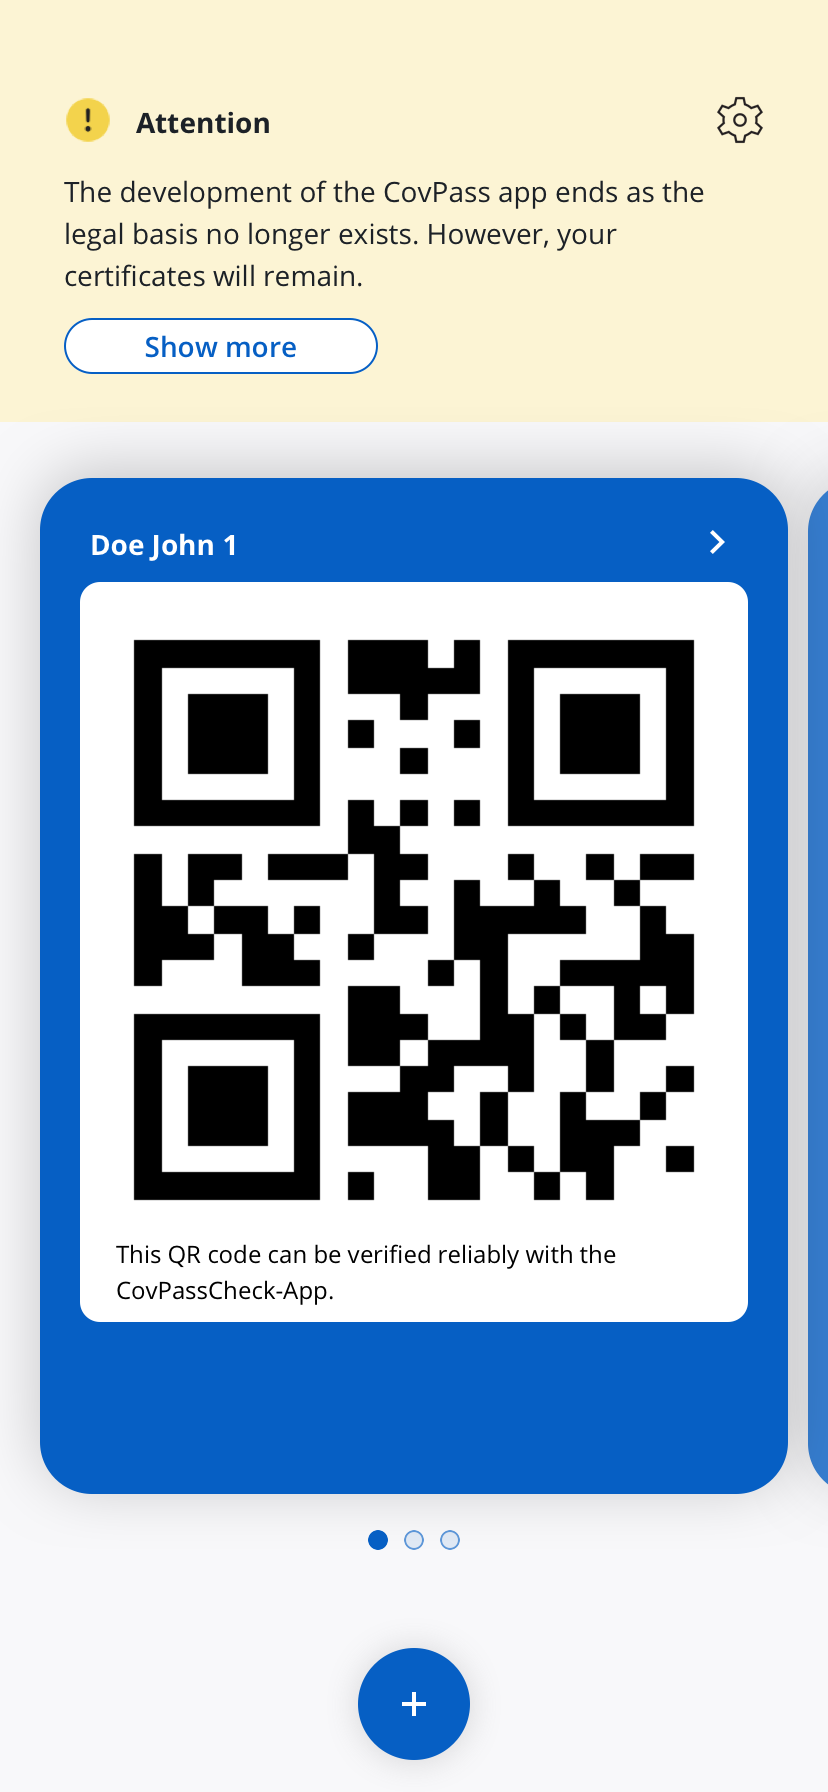 Attention
The development of the CovPass app ends as the
legal basis no longer exists. However, your
certificates will remain.
Show more
Doe John 1
This QR code can be verified reliably with the
CovPassCheck-App.